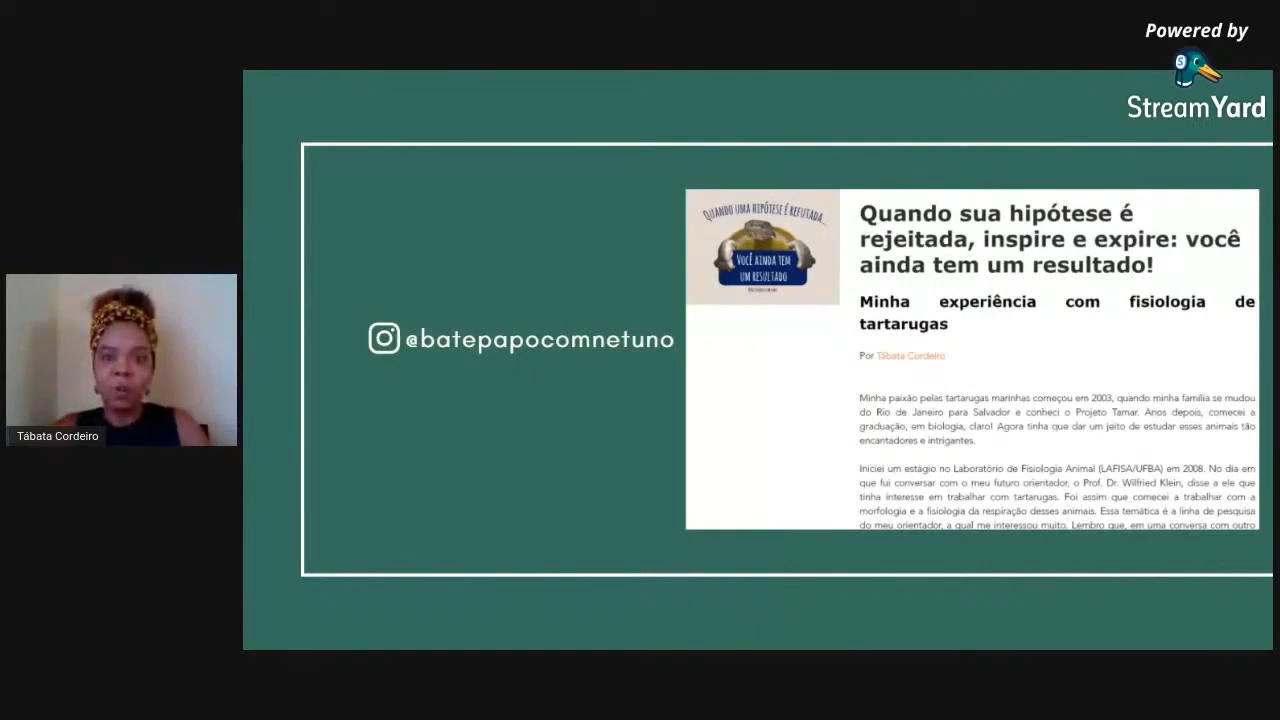 Powered by
StreamYard
QUANDO UMA HIPÓTESE É REFUTADA...
VOCÊ AINDA TEM
UM RESULTADO
Quando sua hipótese é
rejeitada, inspire e expire: você
ainda tem um resultado!
Minha experiência com fisiologia de
tartarugas
Por Tábata Cordeiro
@batepapocomnetuno
Minha paixão pelas tartarugas marinhas começou em 2003, quando minha família se mudou
do Rio de Janeiro para Salvador e conheci o Projeto Tamar. Anos depois, comecei a
graduação, em biologia, claro! Agora tinha que dar um jeito de estudar esses animais tão
encantadores e intrigantes.
Iniciei um estágio no Laboratório de Fisiologia Animal (LAFISA/UFBA) em 2008. No dia em
que fui conversar com o meu futuro orientador, o Prof. Dr. Wilfried Klein, disse a ele que
tinha interesse em trabalhar com tartarugas. Foi assim que comecei a trabalhar com a
morfologia e a fisiologia da respiração desses animais. Essa temática é a linha de pesquisa
do meu orientador, a qual me interessou muito. Lembro que, em uma conversa com outro
Tábata Cordeiro